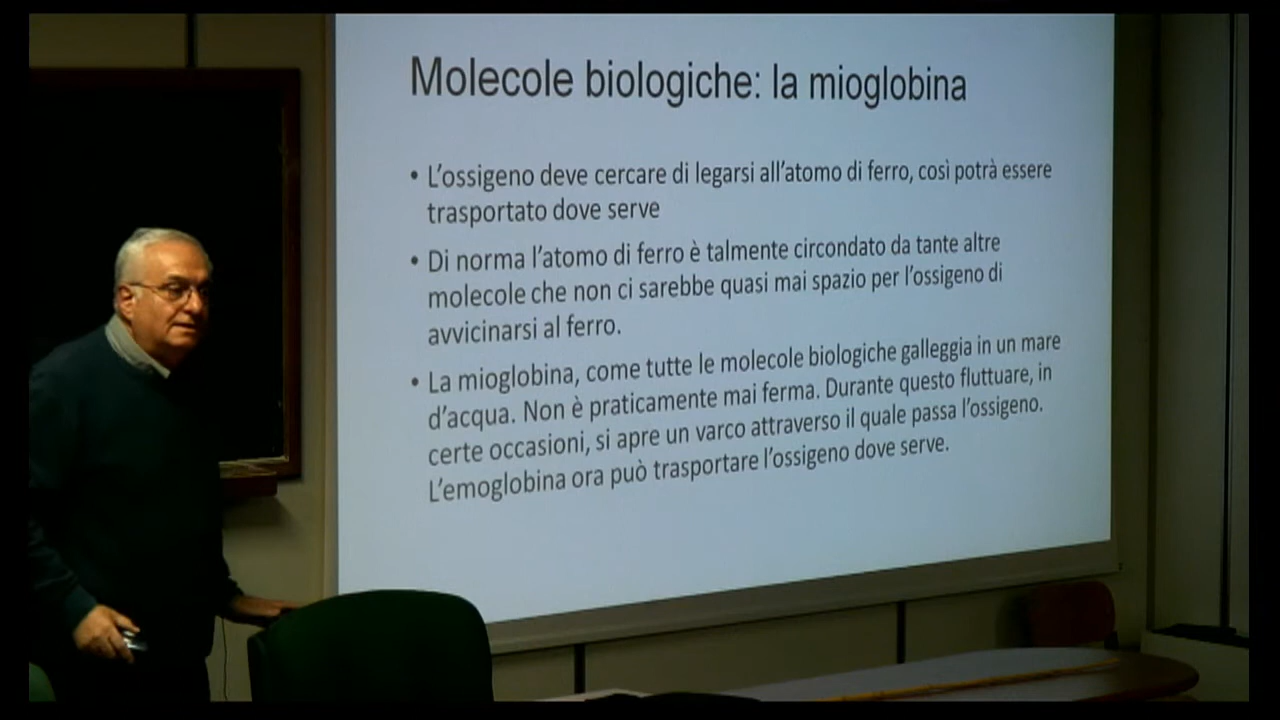 Molecole biologiche: la mioglobina
• L'ossigeno deve cercare di legarsi all'atomo di ferro, così potrà essere
trasportato dove serve
• Di norma l'atomo di ferro è talmente circondato da tante altre
molecole che non ci sarebbe quasi mai spazio per l'ossigeno di
avvicinarsi al ferro.
• La mioglobina, come tutte le molecole biologiche galleggia in un mare
d'acqua. Non è praticamente mai ferma. Durante questo fluttuare, in
certe occasioni, si apre un varco attraverso il quale passa l'ossigeno.
L'emoglobina ora può trasportare l'ossigeno dove serve.